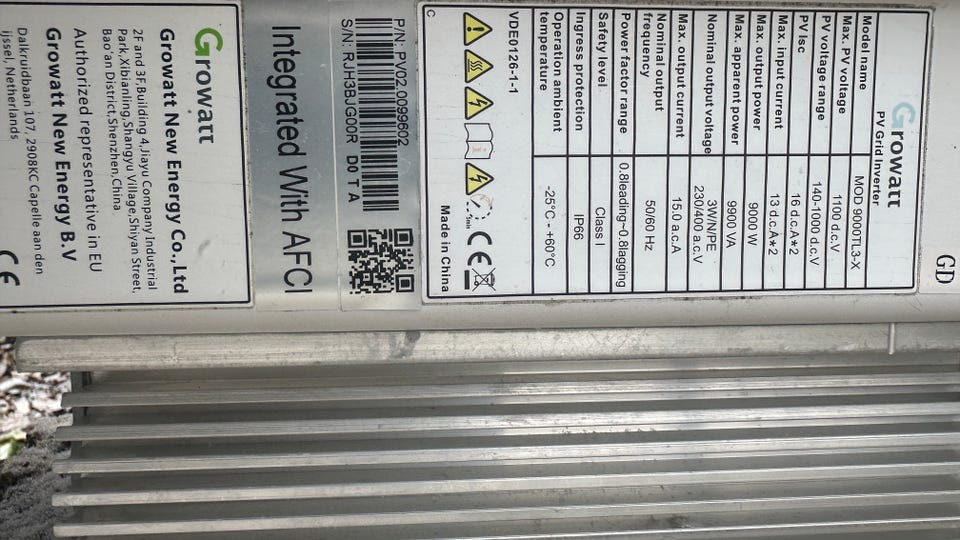 GD
Growatt
PV Grid Inverter
Model name MOD 9000TL3-X
Max. PV voltage 1100 d.c.V
PV voltage range 140-1000 d.c.V
PV Isc 16 d.c.A*2
Max. input current 13 d.c.A*2
Max. output power 9000 W
Max. apparent power 9900 VA
Nominal output voltage 3W/N/PE 230/400 a.c.V
Max. output current 15.0 a.c.A
Nominal output frequency 50/60 Hz
Power factor range 0.8leading~0.8lagging
Safety level Class I
Ingress protection IP66
Operation ambient temperature -25°C - +60°C
VDE0126-1-1
CE
Made in China
C
P/N: PV02.0099602
S/N: RJH3BJG00R D0 T A
Integrated With AFCI
Growatt
Growatt New Energy Co.,Ltd
2F and 3F,Building 4,Jiayu Company Industrial
Park,Xibianling,Shangyu Village,Shiyan Street,
Bao'an District,Shenzhen,China
Authorized representative in EU
Growatt New Energy B.V
Dalkruidbaan 107, 2908KC Capelle aan den
ijssel, Netherlands
CE